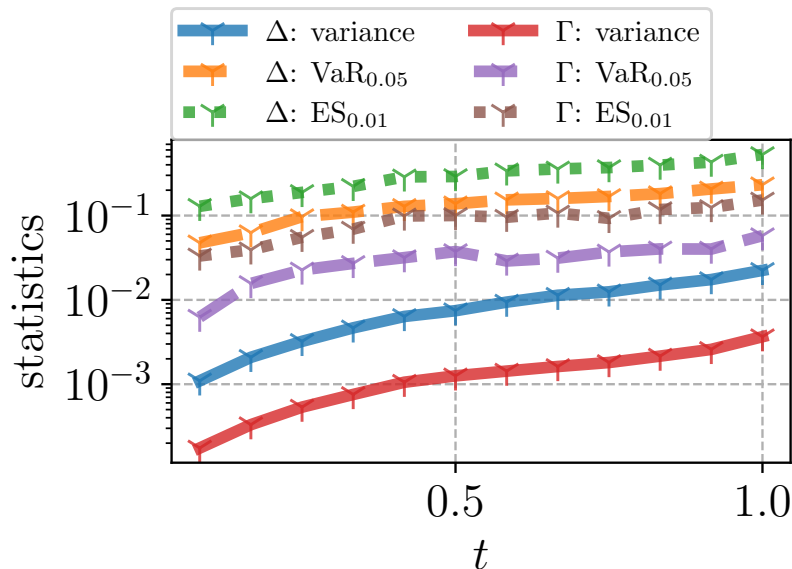 Δ: variance
Δ: VaR₀.₀₅
Δ: ES₀.₀₁
Γ: variance
Γ: VaR₀.₀₅
Γ: ES₀.₀₁
statistics
10⁻¹
10⁻²
10⁻³
0.5
1.0
t